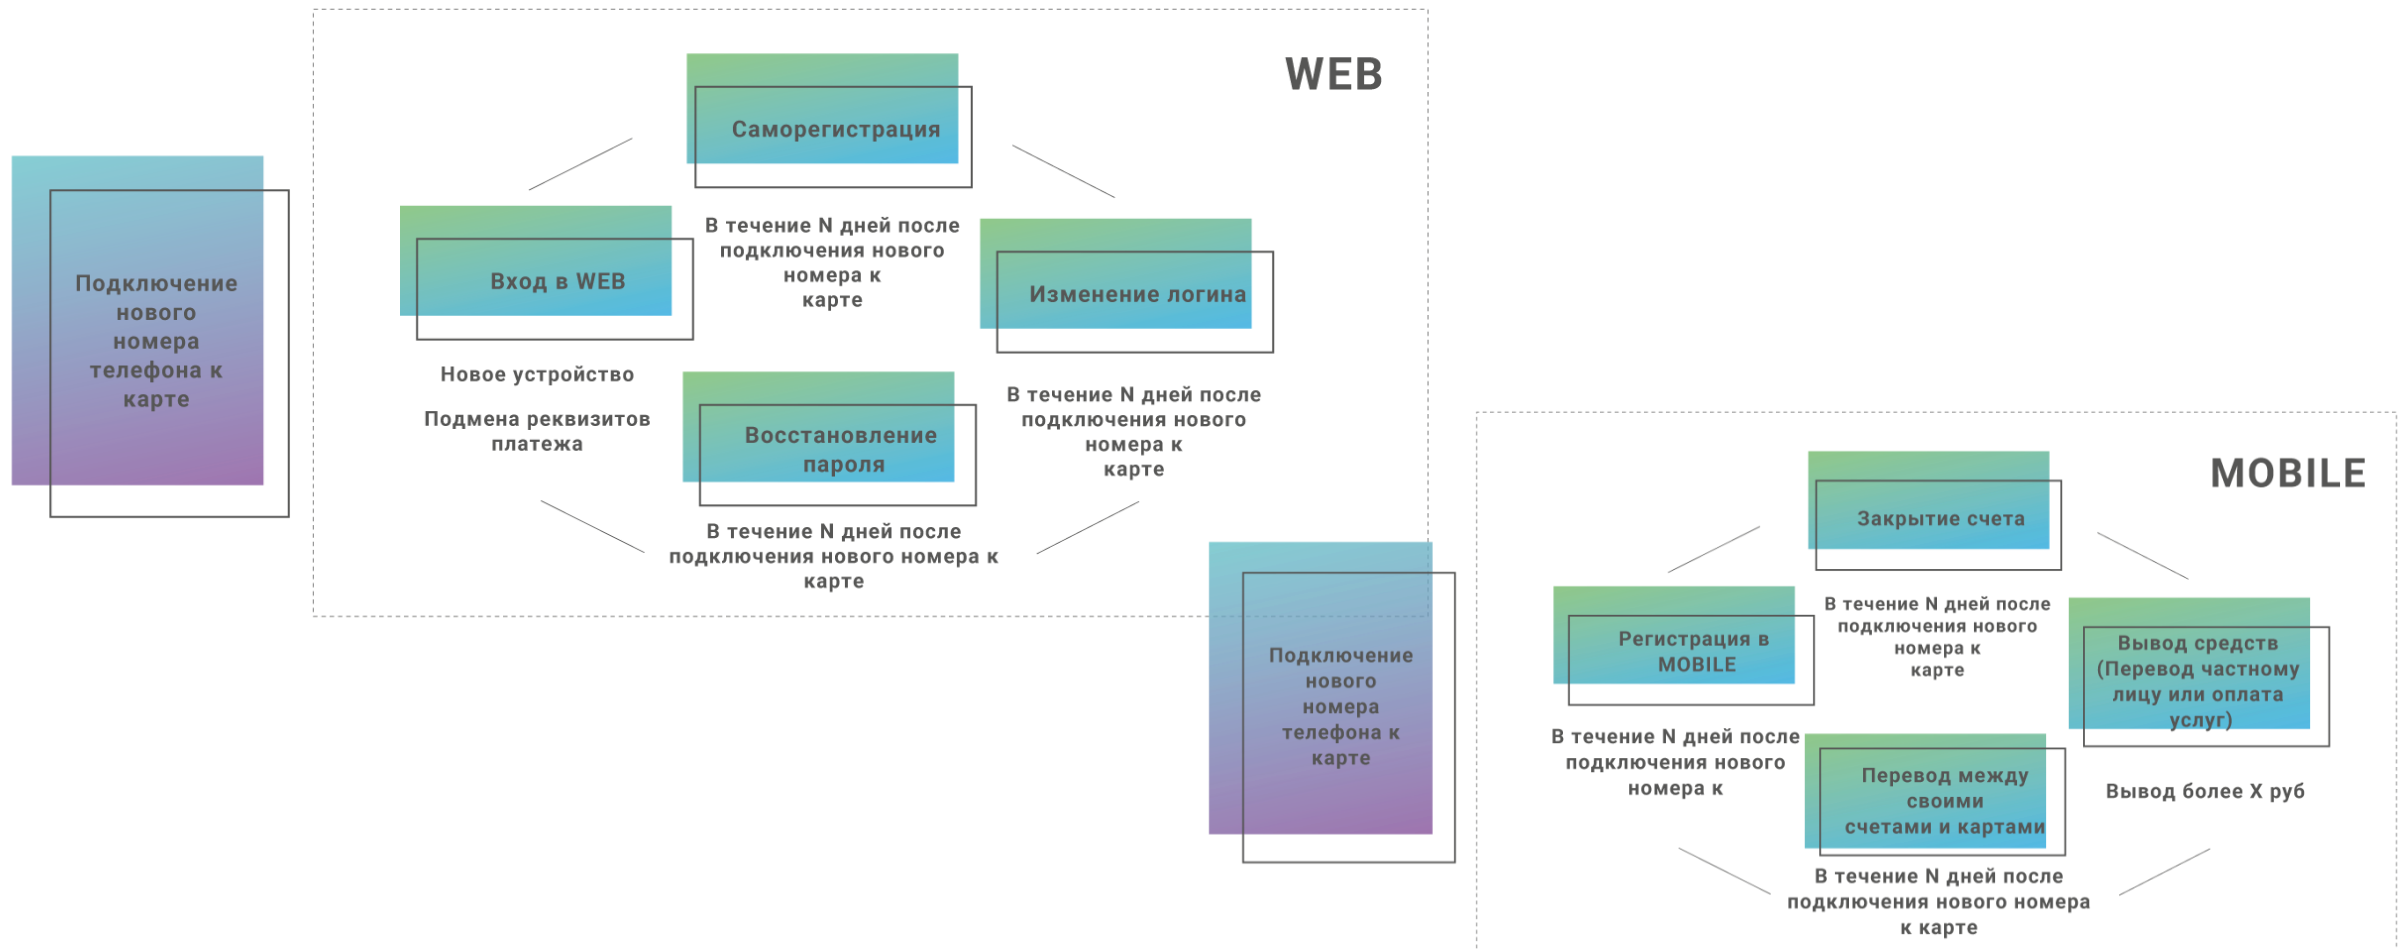 Подключение
нового
номера
телефона к
карте
WEB
Саморегистрация
В течение N дней после
подключения нового
номера к
карте
Вход в WEB
Новое устройство
Подмена реквизитов
платежа
Изменение логина
В течение N дней после
подключения нового
номера к
карте
Восстановление
пароля
В течение N дней после
подключения нового номера к
карте
Подключение
нового
номера
телефона к
карте
MOBILE
Закрытие счета
В течение N дней после
подключения нового
номера к
карте
Регистрация в
MOBILE
В течение N дней после
подключения нового
номера к
Вывод средств
(Перевод частному
лицу или оплата
услуг)
Вывод более X руб
Перевод между
своими
счетами и картами
В течение N дней после
подключения нового номера
к карте